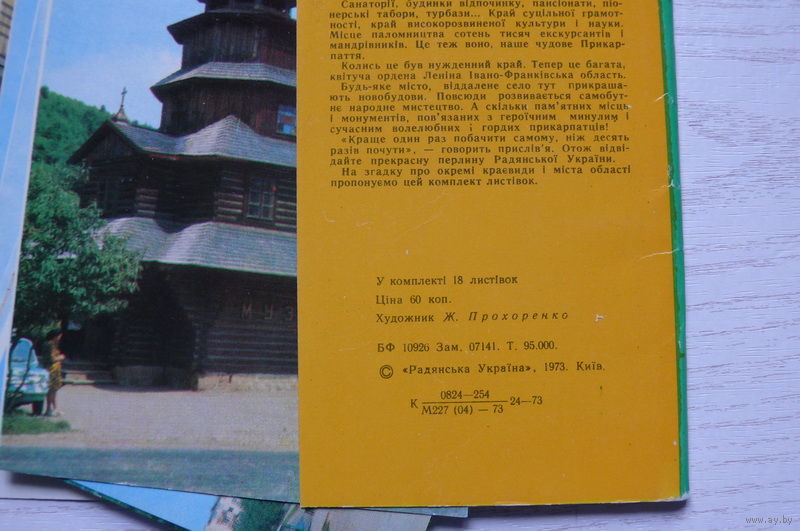 Санаторії, будинки відпочинку, пансіонати, піо-
нерські табори, турбази... Край суцільної грамот-
ності, край високорозвиненої культури і науки.
Місце паломництва сотень тисяч екскурсантів і
мандрівників. Це теж воно, наше чудове Прикар-
паття.
Колись це був нужденний край. Тепер це багата,
квітуча ордена Леніна Івано-Франківська область.
Будь-яке місто, віддалене село тут прикраша-
ють новобудови. Повсюди розвивається самобут-
нє народне мистецтво. А скільки пам'ятних місць
і монументів, пов'язаних з героїчним минулим і
сучасним волелюбних і гордих прикарпатців!
«Краще один раз побачити самому, ніж десять
разів почути», — говорить прислів'я. Отож відві-
дайте прекрасну перлину Радянської України.
На згадку про окремі краєвиди і міста області
пропонуємо цей комплект листівок.
У комплекті 18 листівок
Ціна 60 коп.
Художник Ж. Прохоренко
БФ 10926 Зам. 07141. Т. 95.000.
© «Радянська Україна», 1973. Київ.
К 0824—254
М227 (04) — 73 24—73
МУЗ
www.ay.by